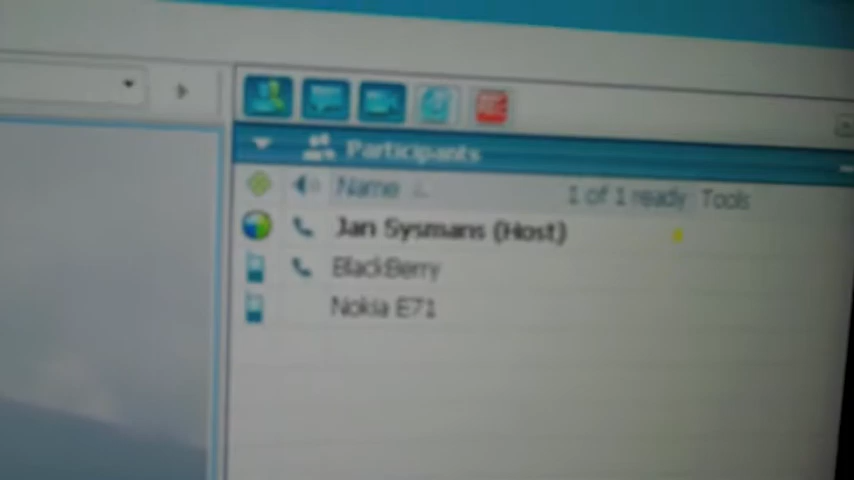 Participants
Name 1 of 1 ready Tools
Jan Sysmans (Host)
BlackBerry
Nokia E71